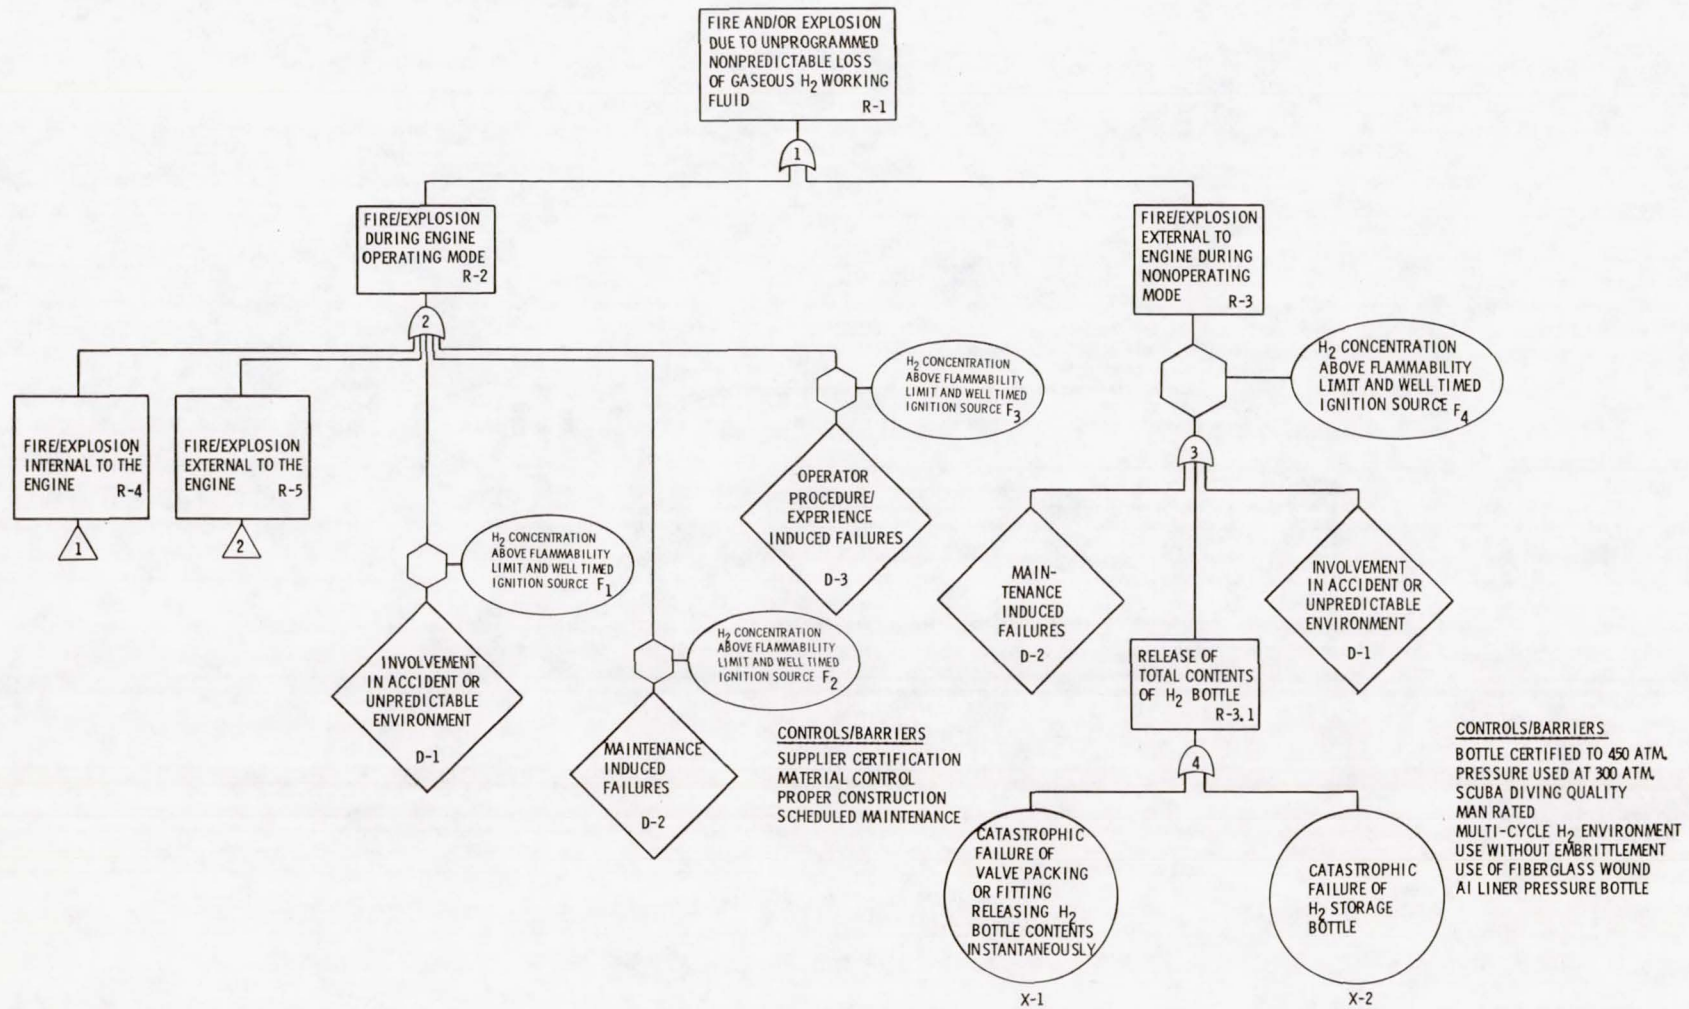 FIRE AND/OR EXPLOSION
DUE TO UNPROGRAMMED
NONPREDICTABLE LOSS
OF GASEOUS H2 WORKING
FLUID
R-1
1
FIRE/EXPLOSION
DURING ENGINE
OPERATING MODE
R-2
2
FIRE/EXPLOSION
EXTERNAL TO
ENGINE DURING
NONOPERATING
MODE
R-3
H2 CONCENTRATION
ABOVE FLAMMABILITY
LIMIT AND WELL TIMED
IGNITION SOURCE F4
3
FIRE/EXPLOSION
INTERNAL TO THE
ENGINE
R-4
1
FIRE/EXPLOSION
EXTERNAL TO THE
ENGINE
R-5
2
H2 CONCENTRATION
ABOVE FLAMMABILITY
LIMIT AND WELL TIMED
IGNITION SOURCE F1
INVOLVEMENT
IN ACCIDENT OR
UNPREDICTABLE
ENVIRONMENT
D-1
H2 CONCENTRATION
ABOVE FLAMMABILITY
LIMIT AND WELL TIMED
IGNITION SOURCE F2
MAINTENANCE
INDUCED
FAILURES
D-2
H2 CONCENTRATION
ABOVE FLAMMABILITY
LIMIT AND WELL TIMED
IGNITION SOURCE F3
OPERATOR
PROCEDURE/
EXPERIENCE
INDUCED FAILURES
D-3
CONTROLS/BARRIERS
SUPPLIER CERTIFICATION
MATERIAL CONTROL
PROPER CONSTRUCTION
SCHEDULED MAINTENANCE
MAIN-
TENANCE
INDUCED
FAILURES
D-2
RELEASE OF
TOTAL CONTENTS
OF H2 BOTTLE
R-3.1
INVOLVEMENT
IN ACCIDENT OR
UNPREDICTABLE
ENVIRONMENT
D-1
4
CATASTROPHIC
FAILURE OF
VALVE PACKING
OR FITTING
RELEASING H2
BOTTLE CONTENTS
INSTANTANEOUSLY
X-1
CATASTROPHIC
FAILURE OF
H2 STORAGE
BOTTLE
X-2
CONTROLS/BARRIERS
BOTTLE CERTIFIED TO 450 ATM.
PRESSURE USED AT 300 ATM.
SCUBA DIVING QUALITY
MAN RATED
MULTI-CYCLE H2 ENVIRONMENT
USE WITHOUT EMBRITTLEMENT
USE OF FIBERGLASS WOUND
Al LINER PRESSURE BOTTLE